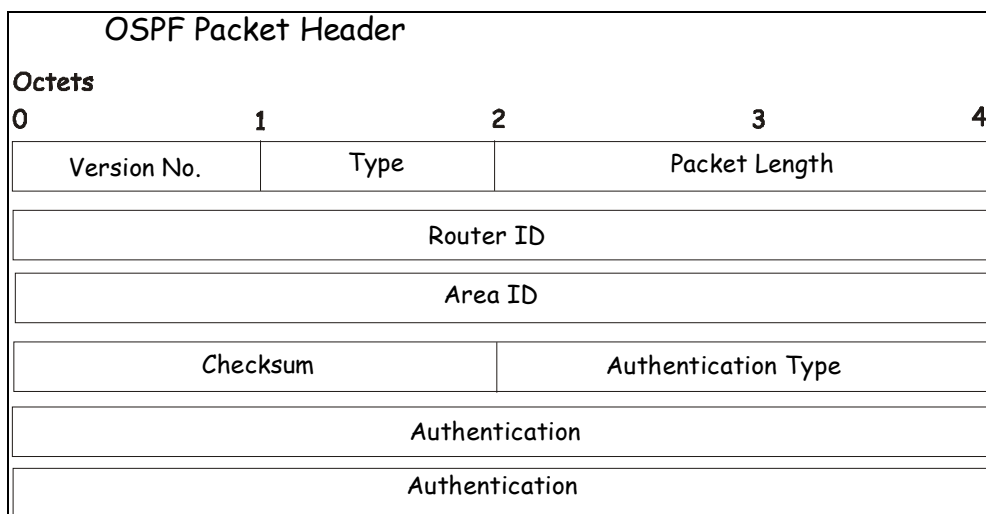 OSPF Packet Header
Octets
0 1 2 3 4
Version No. Type Packet Length
Router ID
Area ID
Checksum Authentication Type
Authentication
Authentication